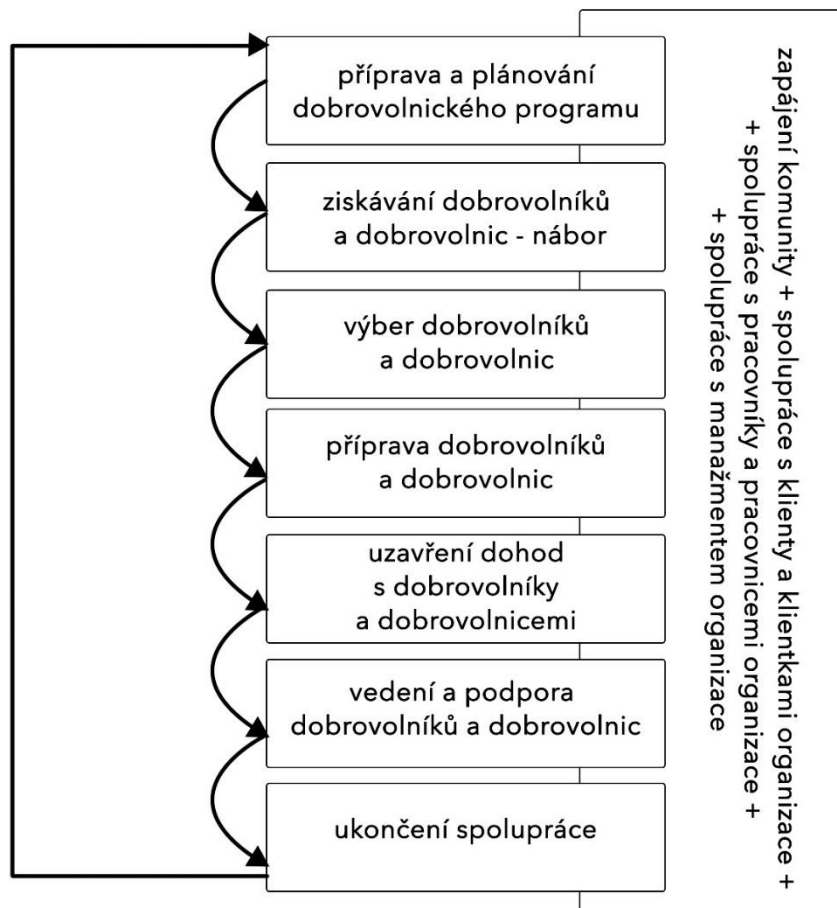 příprava a plánování
dobrovolnického programu
získávání dobrovolníků
a dobrovolnic - nábor
výber dobrovolníků
a dobrovolnic
příprava dobrovolníků
a dobrovolnic
uzavření dohod
s dobrovolníky
a dobrovolnicemi
vedení a podpora
dobrovolníků a dobrovolnic
ukončení spolupráce
zapájení komunity + spolupráce s klienty a klientkami organizace +
+ spolupráce s pracovníky a pracovnicemi organizace +
+ spolupráce s manažmentem organizace